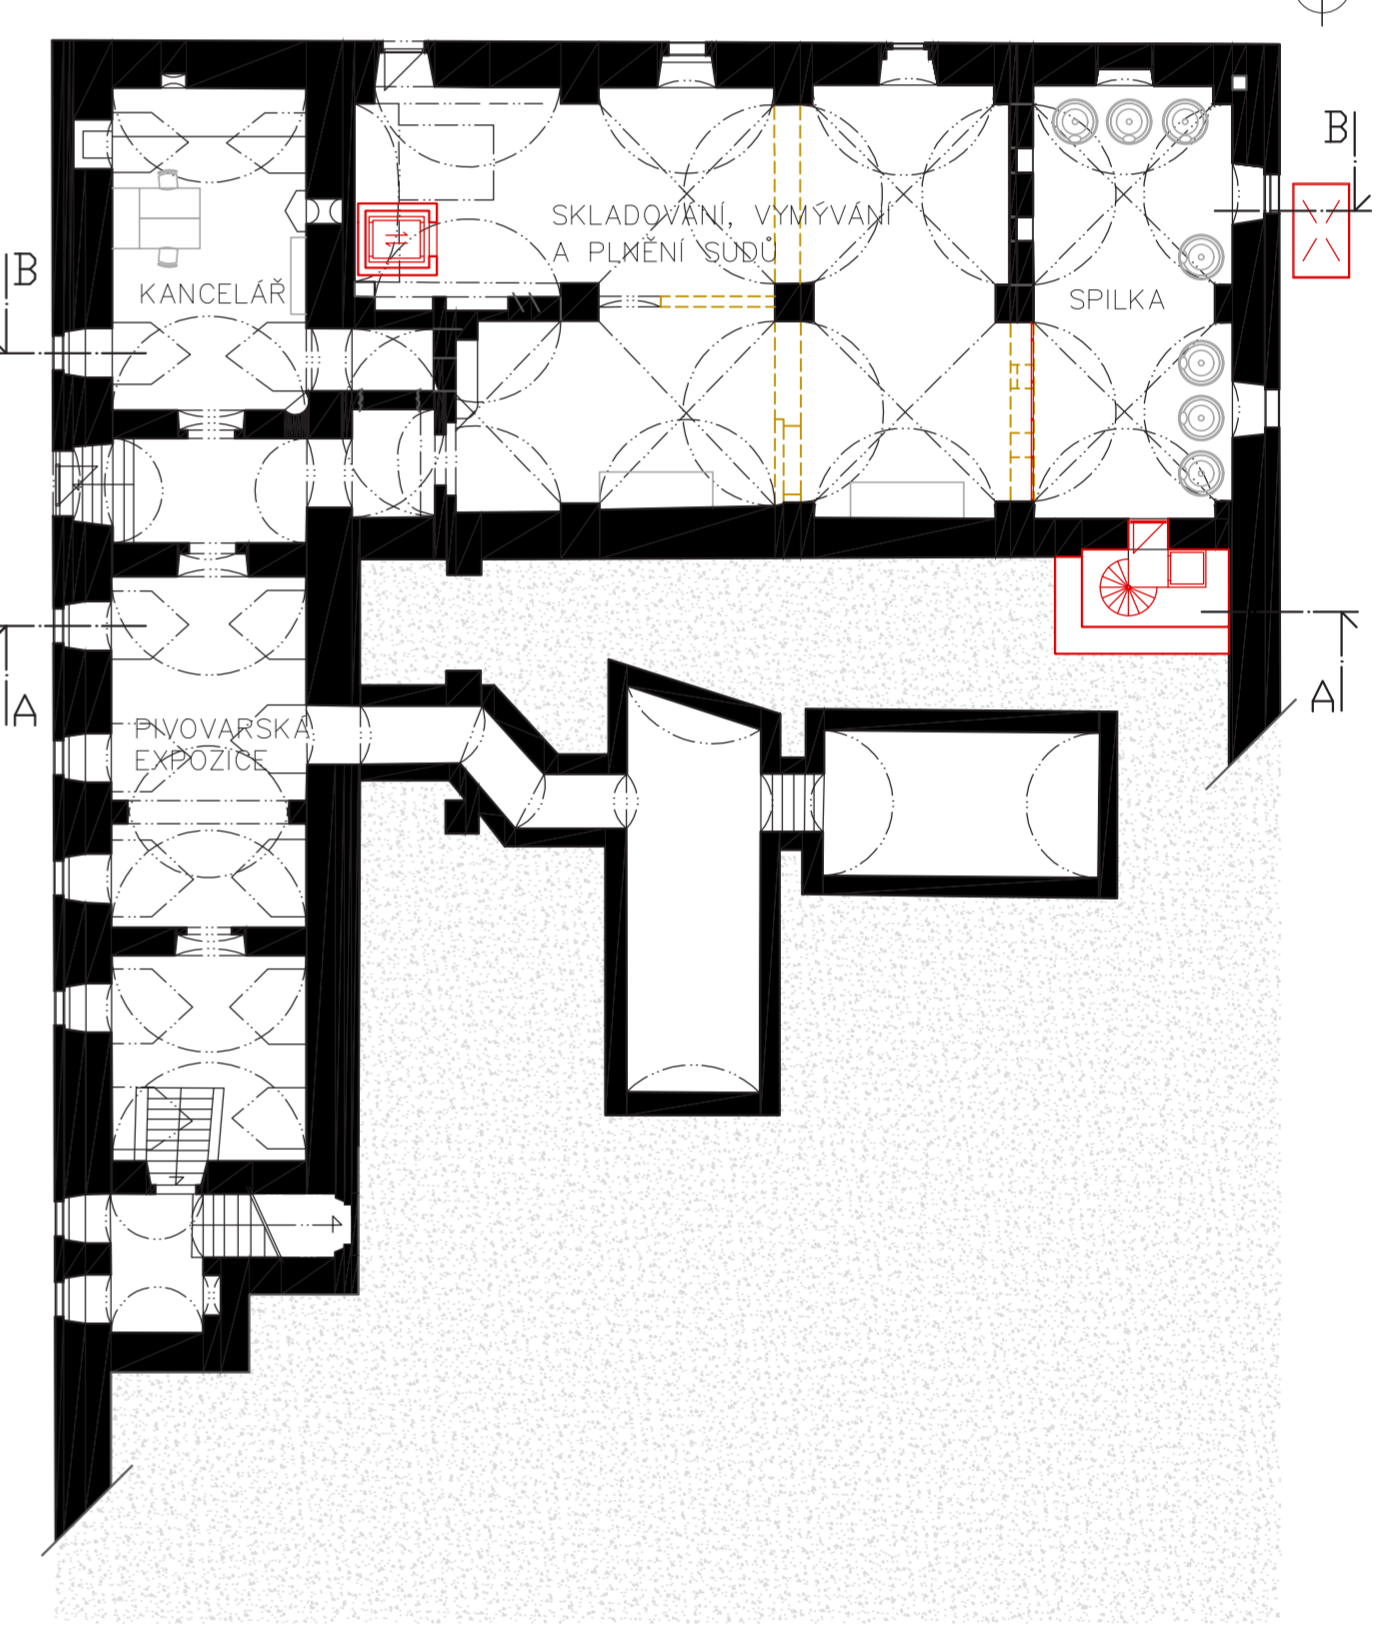 B
SKLADOVÁNÍ, VYMÝVÁNÍ
A PLNĚNÍ SUDŮ
B
KANCELÁŘ
SPILKA
A
A
PIVOVARSKÁ
EXPOZICE